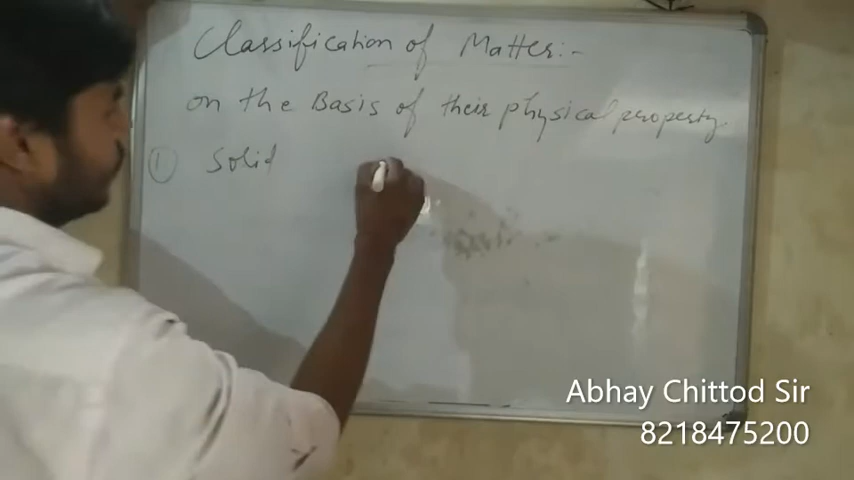 Classification of Matter:-
on the Basis of their physical property.
① Solid
Abhay Chittod Sir
8218475200